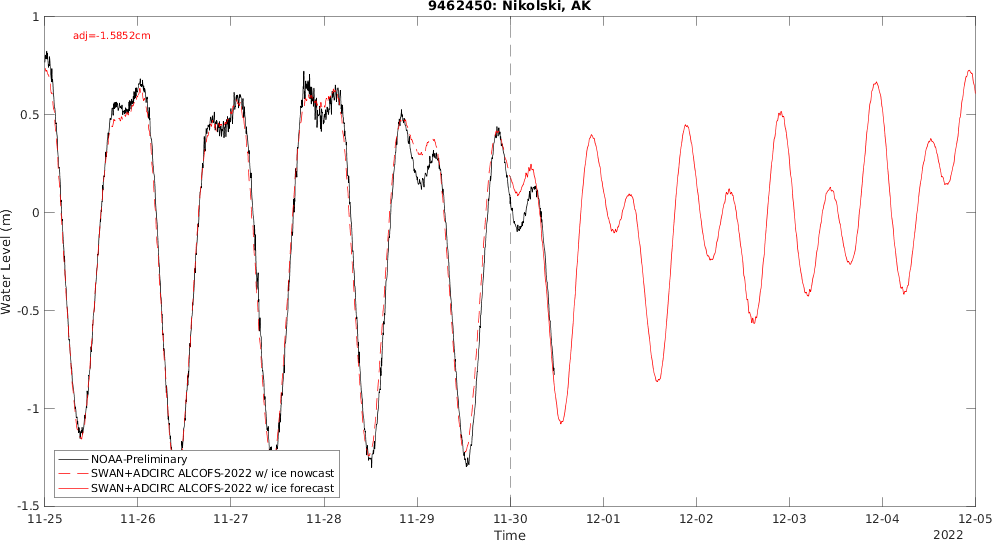 9462450: Nikolski, AK
adj=-1.5852cm
1
0.5
0
-0.5
-1
-1.5
Water Level (m)
NOAA-Preliminary
SWAN+ADCIRC ALCOFS-2022 w/ ice nowcast
SWAN+ADCIRC ALCOFS-2022 w/ ice forecast
11-25 11-26 11-27 11-28 11-29 11-30 12-01 12-02 12-03 12-04 12-05
Time
2022